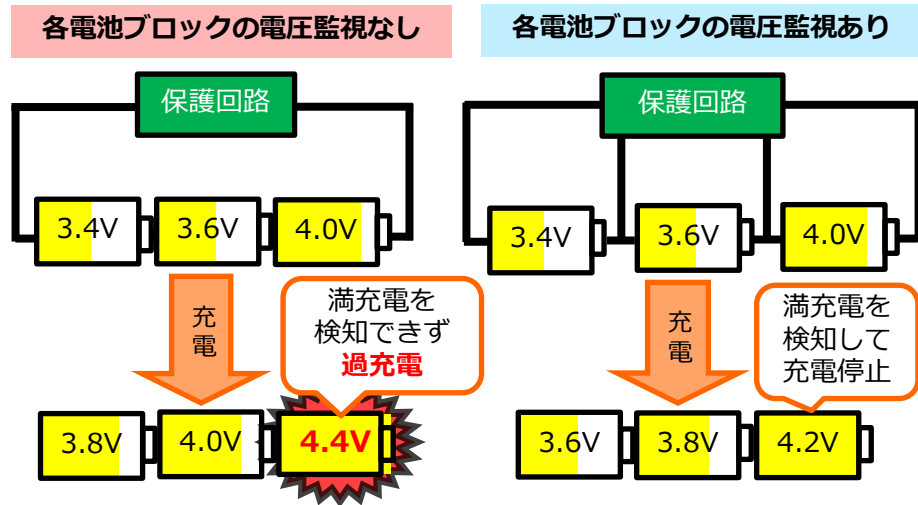 各電池ブロックの電圧監視なし
保護回路
3.4V
3.6V
4.0V
充
電
満充電を
検知できず
過充電
3.8V
4.0V
4.4V
各電池ブロックの電圧監視あり
保護回路
3.4V
3.6V
4.0V
充
電
満充電を
検知して
充電停止
3.6V
3.8V
4.2V